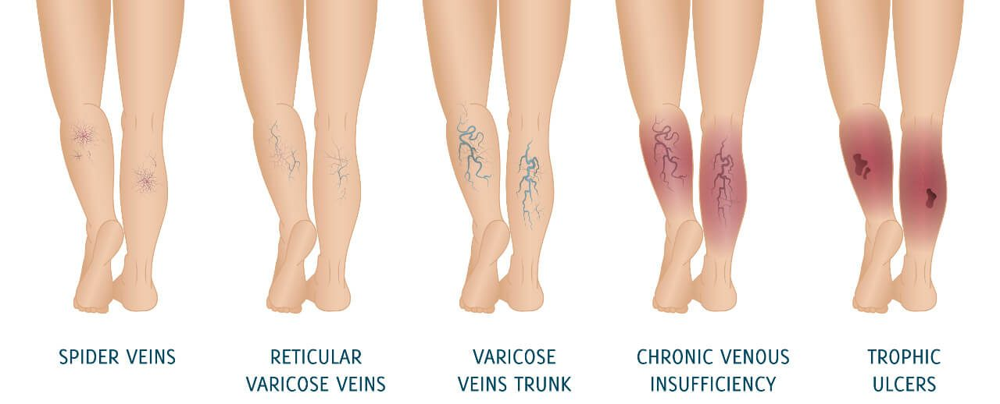 SPIDER VEINS
RETICULAR
VARICOSE VEINS
VARICOSE
VEINS TRUNK
CHRONIC VENOUS
INSUFFICIENCY
TROPHIC
ULCERS